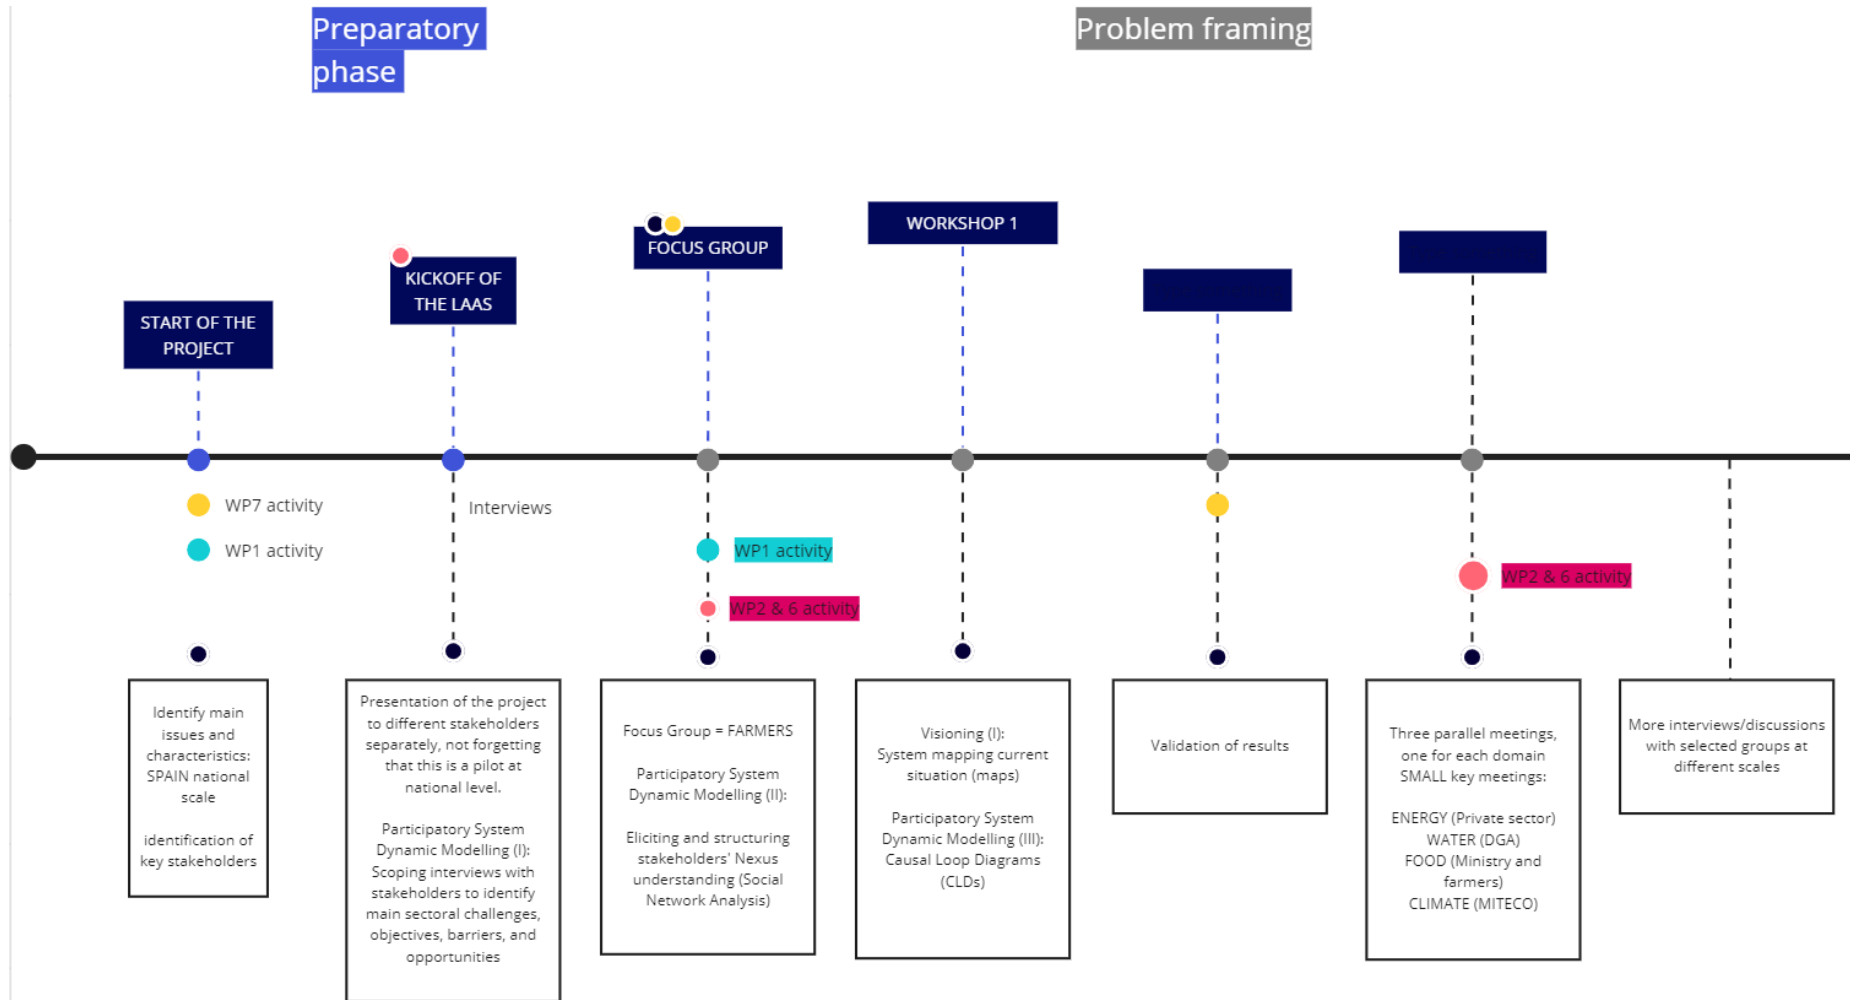 Preparatory
phase
Problem framing
WORKSHOP 1
FOCUS GROUP
KICKOFF OF
THE LAAS
START OF THE
PROJECT
WP7 activity
WP1 activity
Interviews
WP1 activity
WP2 & 6 activity
WP2 & 6 activity
Identify main
issues and
characteristics:
SPAIN national
scale
identification of
key stakeholders
Presentation of the project
to different stakeholders
separately, not forgetting
that this is a pilot at
national level.
Participatory System
Dynamic Modelling (I):
Scoping interviews with
stakeholders to identify
main sectoral challenges,
objectives, barriers, and
opportunities
Focus Group = FARMERS
Participatory System
Dynamic Modelling (II):
Eliciting and structuring
stakeholders' Nexus
understanding (Social
Network Analysis)
Visioning (I):
System mapping current
situation (maps)
Participatory System
Dynamic Modelling (III):
Causal Loop Diagrams
(CLDs)
Validation of results
Three parallel meetings,
one for each domain
SMALL key meetings:
ENERGY (Private sector)
WATER (DGA)
FOOD (Ministry and
farmers)
CLIMATE (MITECO)
More interviews/discussions
with selected groups at
different scales